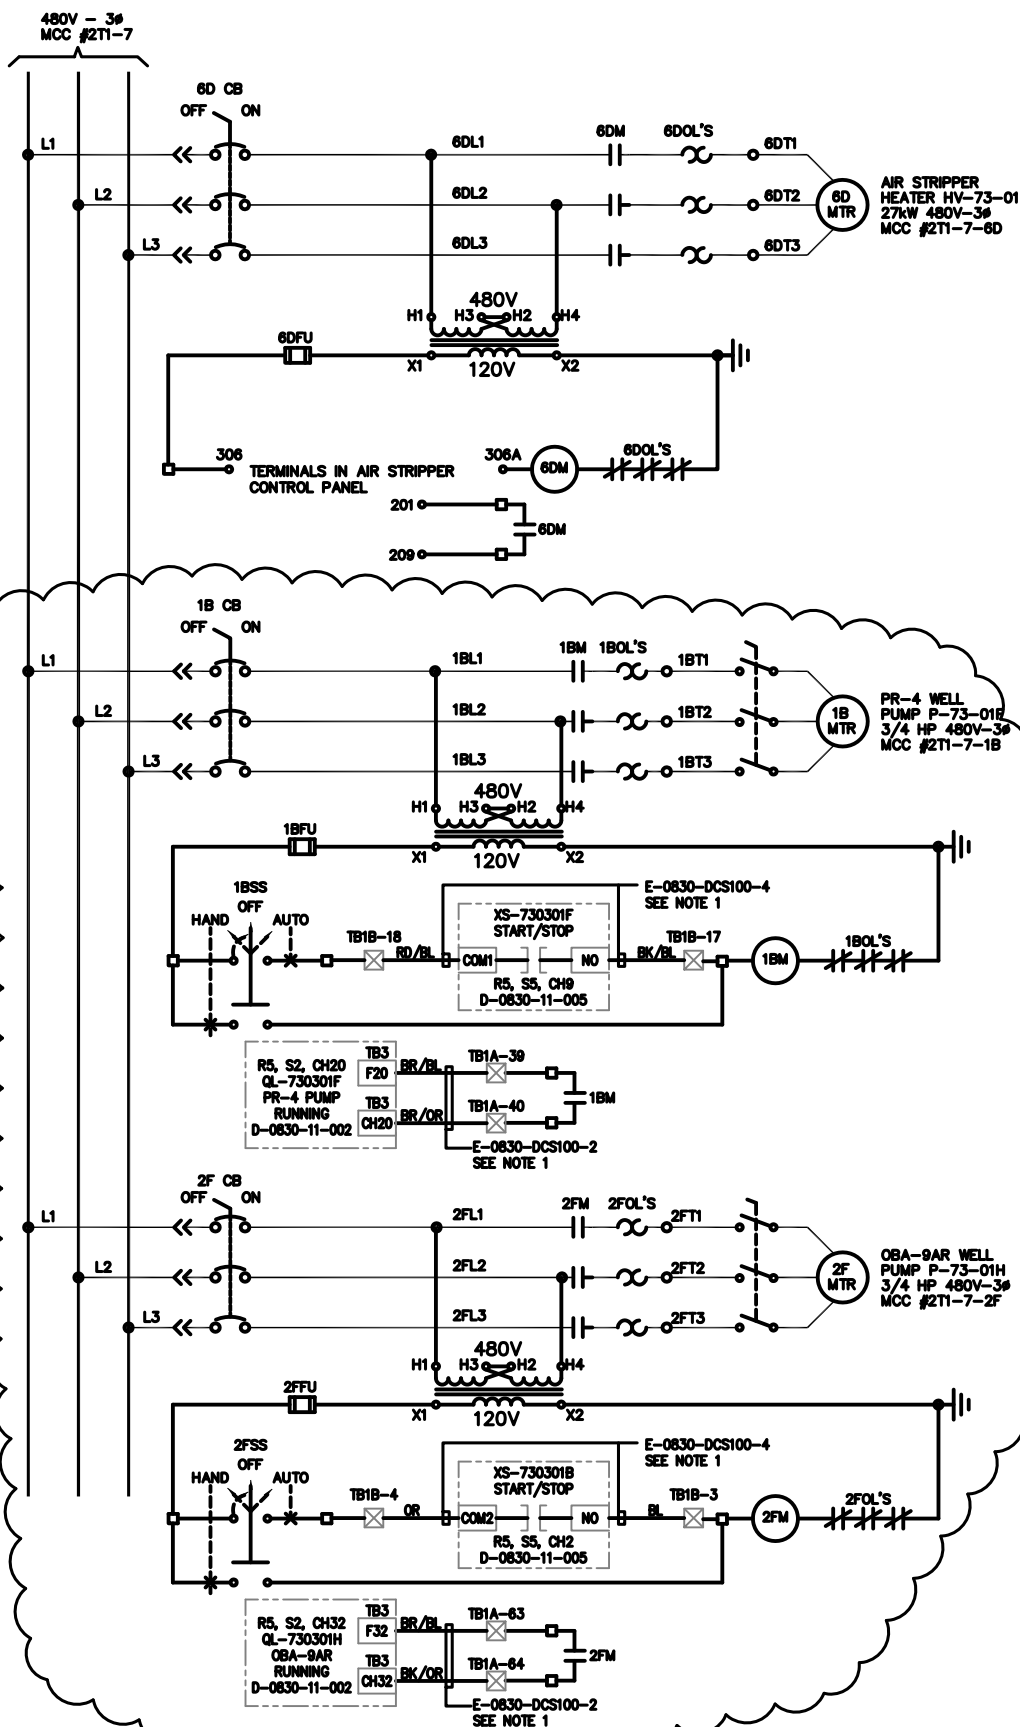 480V - 3ø
MCC #2T1-7
6D CB
OFF ON
L1
L2
L3
6DL1
6DL2
6DL3
6DM
6DOL'S
6DT1
6DT2
6DT3
6D
MTR
AIR STRIPPER
HEATER HV-73-01
27kW 480V-3ø
MCC #2T1-7-6D
480V
H1 H3 H2 H4
6DFU
X1 120V X2
306
TERMINALS IN AIR STRIPPER
CONTROL PANEL
306A
6DM
6DOL'S
201
6DM
209
1B CB
OFF ON
L1
L2
L3
1BL1
1BL2
1BL3
1BM 1BOL'S
1BT1
1BT2
1BT3
1B
MTR
PR-4 WELL
PUMP P-73-01F
3/4 HP 480V-3ø
MCC #2T1-7-1B
480V
H1 H3 H2 H4
1BFU
X1 120V X2
1BSS
OFF
HAND AUTO
TB1B-18
RD/BL
XS-730301F
START/STOP
COM1 NO
R5, S5, CH9
D-0830-11-005
E-0830-DCS100-4
SEE NOTE 1
TB1B-17
BK/BL
1BM
1BOL'S
R5, S2, CH20
QL-730301F
PR-4 PUMP
RUNNING
D-0830-11-002
TB3
F20
TB3
CH20
BR/BL
BR/OR
TB1A-39
TB1A-40
1BM
E-0830-DCS100-2
SEE NOTE 1
2F CB
OFF ON
L1
L2
L3
2FL1
2FL2
2FL3
2FM 2FOL'S
2FT1
2FT2
2FT3
2F
MTR
OBA-9AR WELL
PUMP P-73-01H
3/4 HP 480V-3ø
MCC #2T1-7-2F
480V
H1 H3 H2 H4
2FFU
X1 120V X2
2FSS
OFF
HAND AUTO
TB1B-4
OR
XS-730301B
START/STOP
COM2 NO
R5, S5, CH2
D-0830-11-005
E-0830-DCS100-4
SEE NOTE 1
TB1B-3
BL
2FM
2FOL'S
R5, S2, CH32
QL-730301H
OBA-9AR
RUNNING
D-0830-11-002
TB3
F32
TB3
CH32
BR/BL
BK/OR
TB1A-63
TB1A-64
2FM
E-0830-DCS100-2
SEE NOTE 1